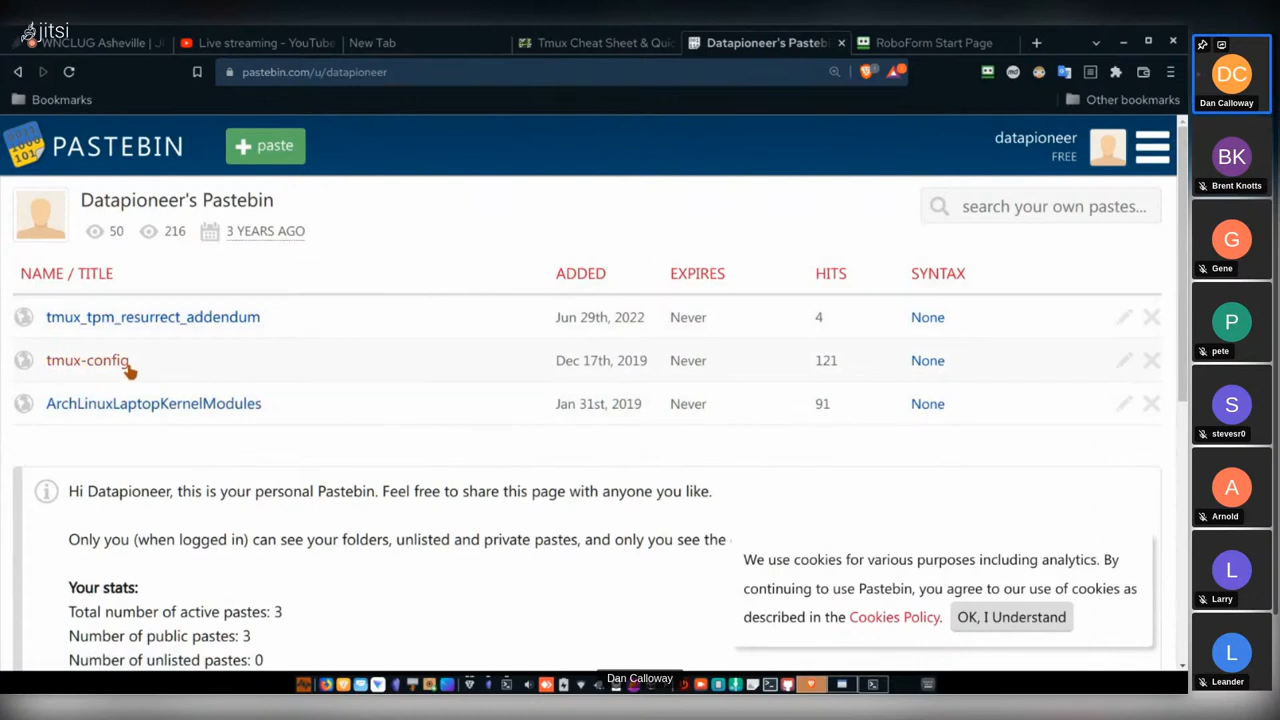 jitsi
WNCLUG Asheville | J
Live streaming - YouTube
New Tab
Tmux Cheat Sheet & Quic
Datapioneer's Pasteb
RoboForm Start Page
pastebin.com/u/datapioneer
Bookmarks
Other bookmarks
PASTEBIN
+ paste
datapioneer
FREE
Datapioneer's Pastebin
50 216 3 YEARS AGO
search your own pastes...
NAME / TITLE ADDED EXPIRES HITS SYNTAX
tmux_tpm_resurrect_addendum Jun 29th, 2022 Never 4 None
tmux-config Dec 17th, 2019 Never 121 None
ArchLinuxLaptopKernelModules Jan 31st, 2019 Never 91 None
Hi Datapioneer, this is your personal Pastebin. Feel free to share this page with anyone you like.
Only you (when logged in) can see your folders, unlisted and private pastes, and only you see the
Your stats:
Total number of active pastes: 3
Number of public pastes: 3
Number of unlisted pastes: 0
We use cookies for various purposes including analytics. By
continuing to use Pastebin, you agree to our use of cookies as
described in the Cookies Policy. OK, I Understand
Dan Calloway
DC
Dan Calloway
BK
Brent Knotts
G
Gene
P
pete
S
stevesr0
A
Arnold
L
Larry
L
Leander